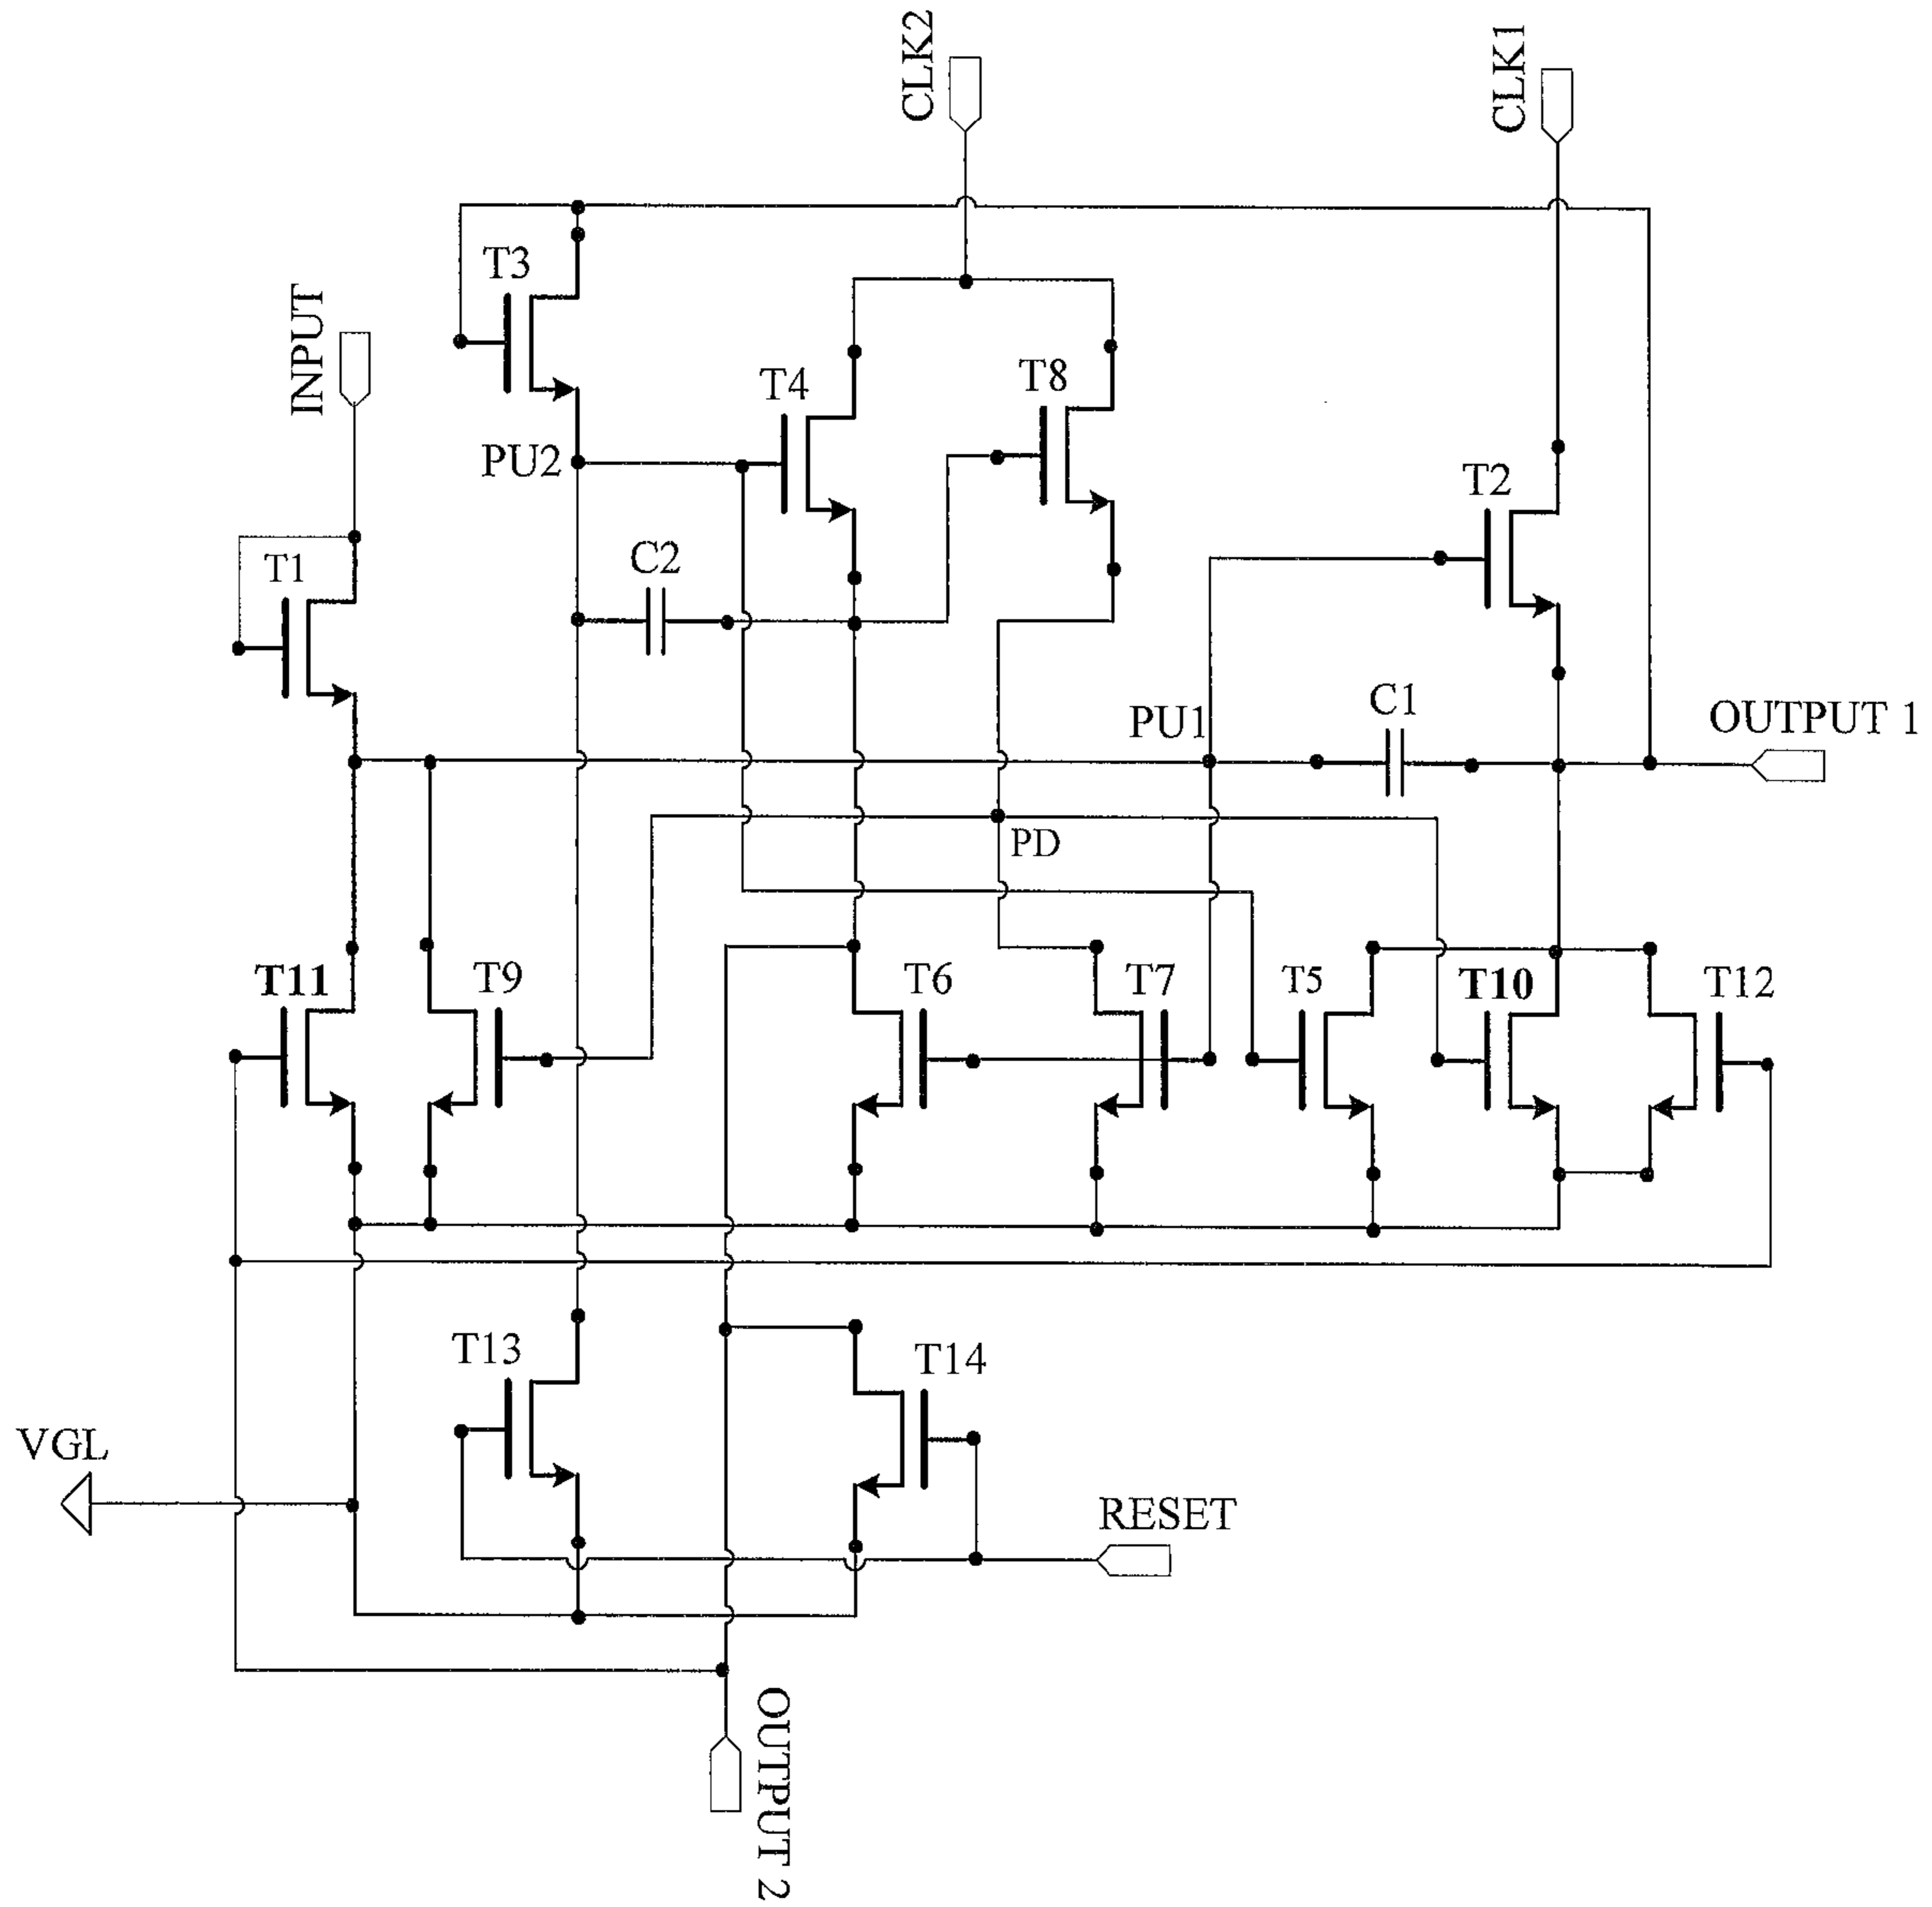 CLK2
CLK1
T3
INPUT
T4
T8
PU2
T2
T1
C2
C1
PU1
OUTPUT 1
PD
T11
T9
T6
T7
T5
T10
T12
T13
T14
VGL
RESET
OUTPUT 2